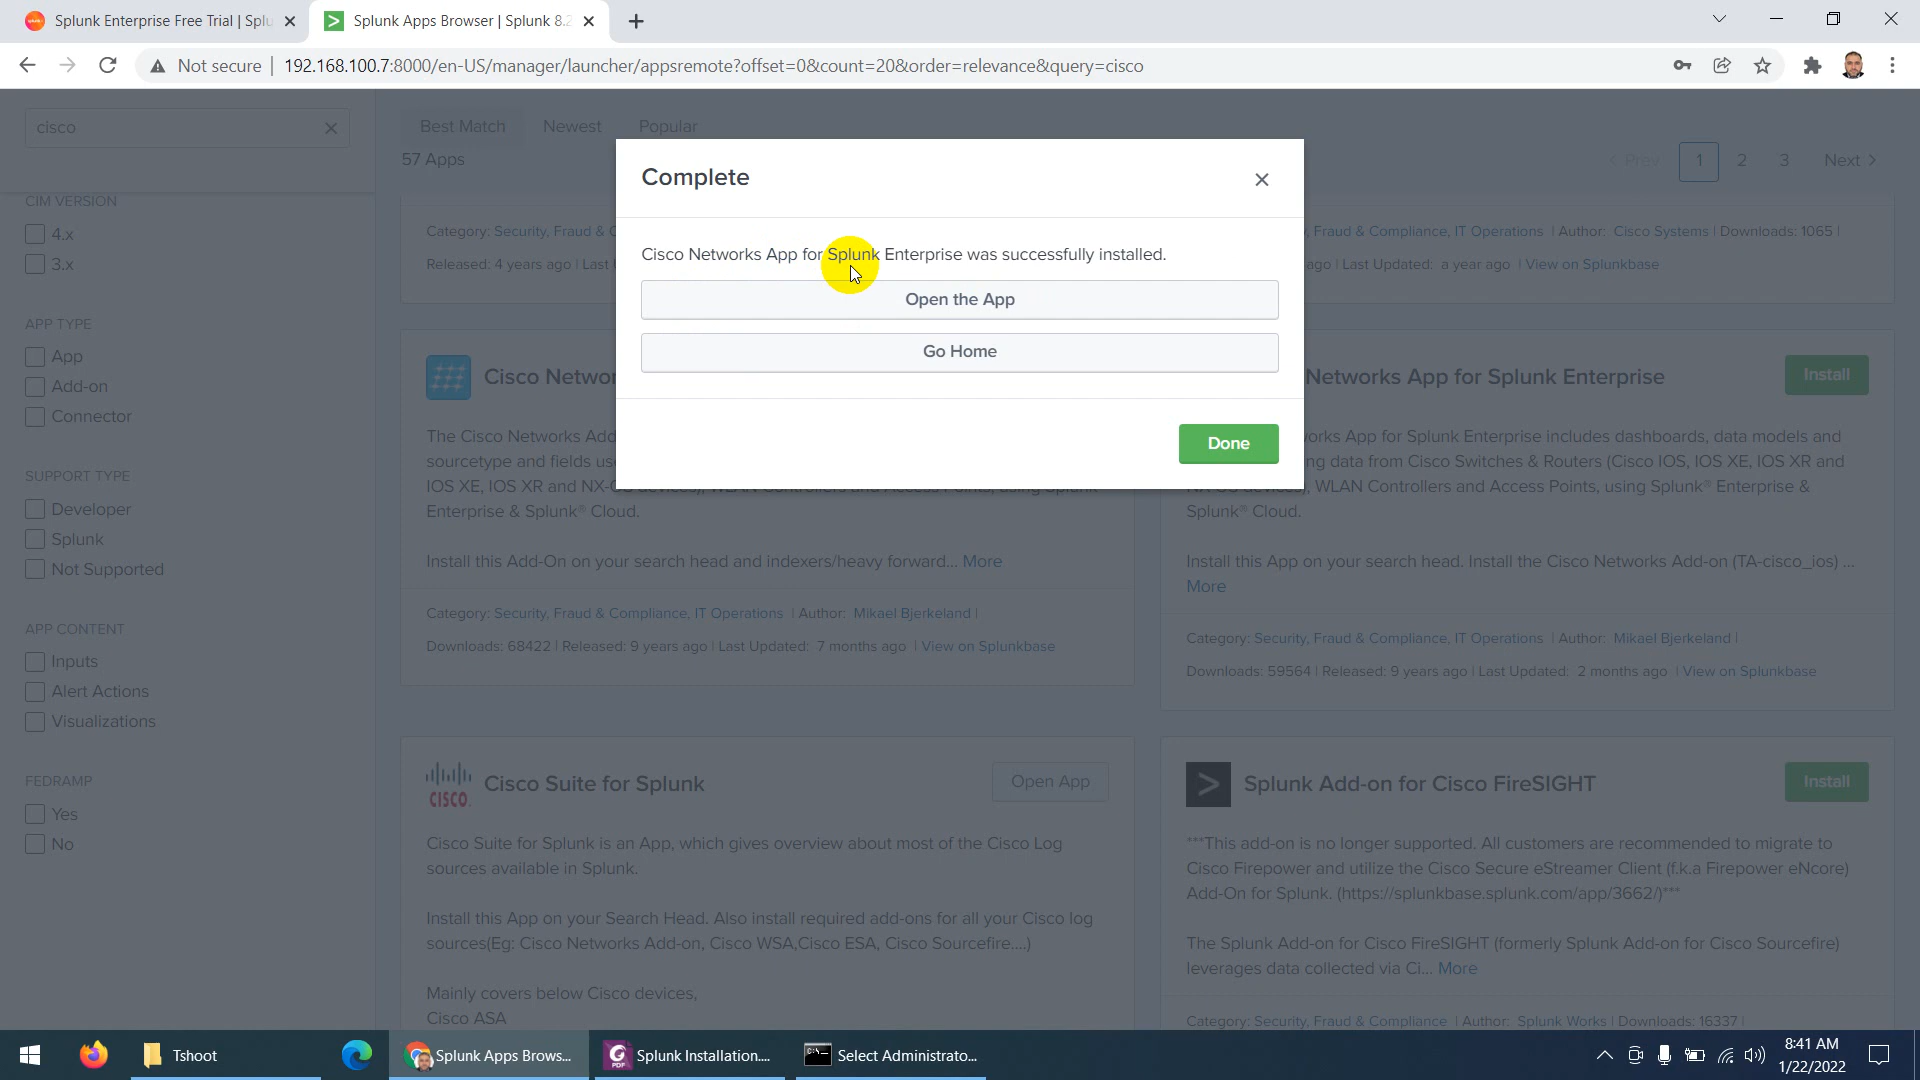 Splunk Enterprise Free Trial | Splu
Splunk Apps Browser | Splunk 8.2
Not secure
192.168.100.7:8000/en-US/manager/launcher/appsremote?offset=0&count=20&order=relevance&query=cisco
cisco
Best Match
Newest
Popular
57 Apps
Prev
1
2
3
Next
CIM VERSION
4.x
3.x
APP TYPE
App
Add-on
Connector
SUPPORT TYPE
Developer
Splunk
Not Supported
APP CONTENT
Inputs
Alert Actions
Visualizations
FEDRAMP
Yes
No
Complete
Cisco Networks App for Splunk Enterprise was successfully installed.
Open the App
Go Home
Done
Category: Security, Fraud & C
Released: 4 years ago | Last
, Fraud & Compliance, IT Operations | Author: Cisco Systems | Downloads: 1065 |
ago | Last Updated: a year ago | View on Splunkbase
Cisco Networ
The Cisco Networks Add
sourcetype and fields us
IOS XE, IOS XR and NX-OS devices), WLAN Controllers and Access Points, using Splunk®
Enterprise & Splunk® Cloud.
Install this Add-On on your search head and indexers/heavy forward... More
Category: Security, Fraud & Compliance, IT Operations | Author: Mikael Bjerkeland |
Downloads: 68422 | Released: 9 years ago | Last Updated: 7 months ago | View on Splunkbase
Networks App for Splunk Enterprise
Install
orks App for Splunk Enterprise includes dashboards, data models and
ng data from Cisco Switches & Routers (Cisco IOS, IOS XE, IOS XR and
NX-OS devices), WLAN Controllers and Access Points, using Splunk® Enterprise &
Splunk® Cloud.
Install this App on your search head. Install the Cisco Networks Add-on (TA-cisco_ios) ...
More
Category: Security, Fraud & Compliance, IT Operations | Author: Mikael Bjerkeland |
Downloads: 59564 | Released: 9 years ago | Last Updated: 2 months ago | View on Splunkbase
CISCO.
Cisco Suite for Splunk
Open App
Cisco Suite for Splunk is an App, which gives overview about most of the Cisco Log
sources available in Splunk.
Install this App on your Search Head. Also install required add-ons for all your Cisco log
sources(Eg: Cisco Networks Add-on, Cisco WSA,Cisco ESA, Cisco Sourcefire....)
Mainly covers below Cisco devices,
Cisco ASA
Splunk Add-on for Cisco FireSIGHT
Install
***This add-on is no longer supported. All customers are recommended to migrate to
Cisco Firepower and utilize the Cisco Secure eStreamer Client (f.k.a Firepower eNcore)
Add-On for Splunk. (https://splunkbase.splunk.com/app/3662/)***
The Splunk Add-on for Cisco FireSIGHT (formerly Splunk Add-on for Cisco Sourcefire)
leverages data collected via Ci... More
Category: Security, Fraud & Compliance | Author: Splunk Works | Downloads: 16337 |
Tshoot
Splunk Apps Brows...
Splunk Installation....
Select Administrato...
8:41 AM
1/22/2022